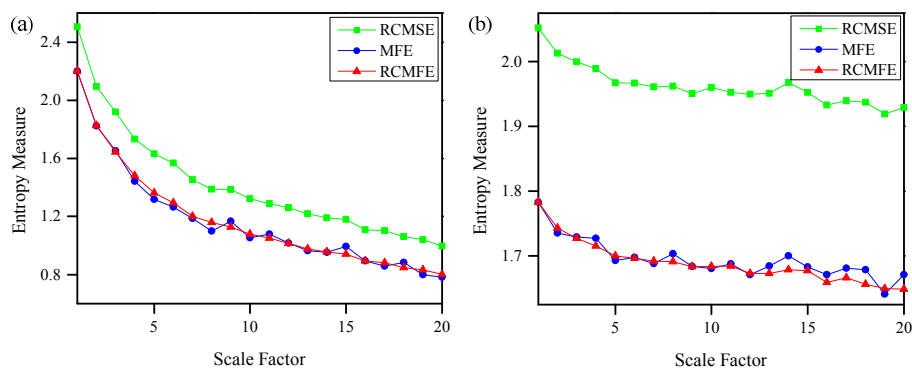 (a)
RCMSE
MFE
RCMFE
2.4
2.0
1.6
1.2
0.8
Entropy Measure
5
10
15
20
Scale Factor
(b)
RCMSE
MFE
RCMFE
2.0
1.9
1.8
1.7
Entropy Measure
5
10
15
20
Scale Factor